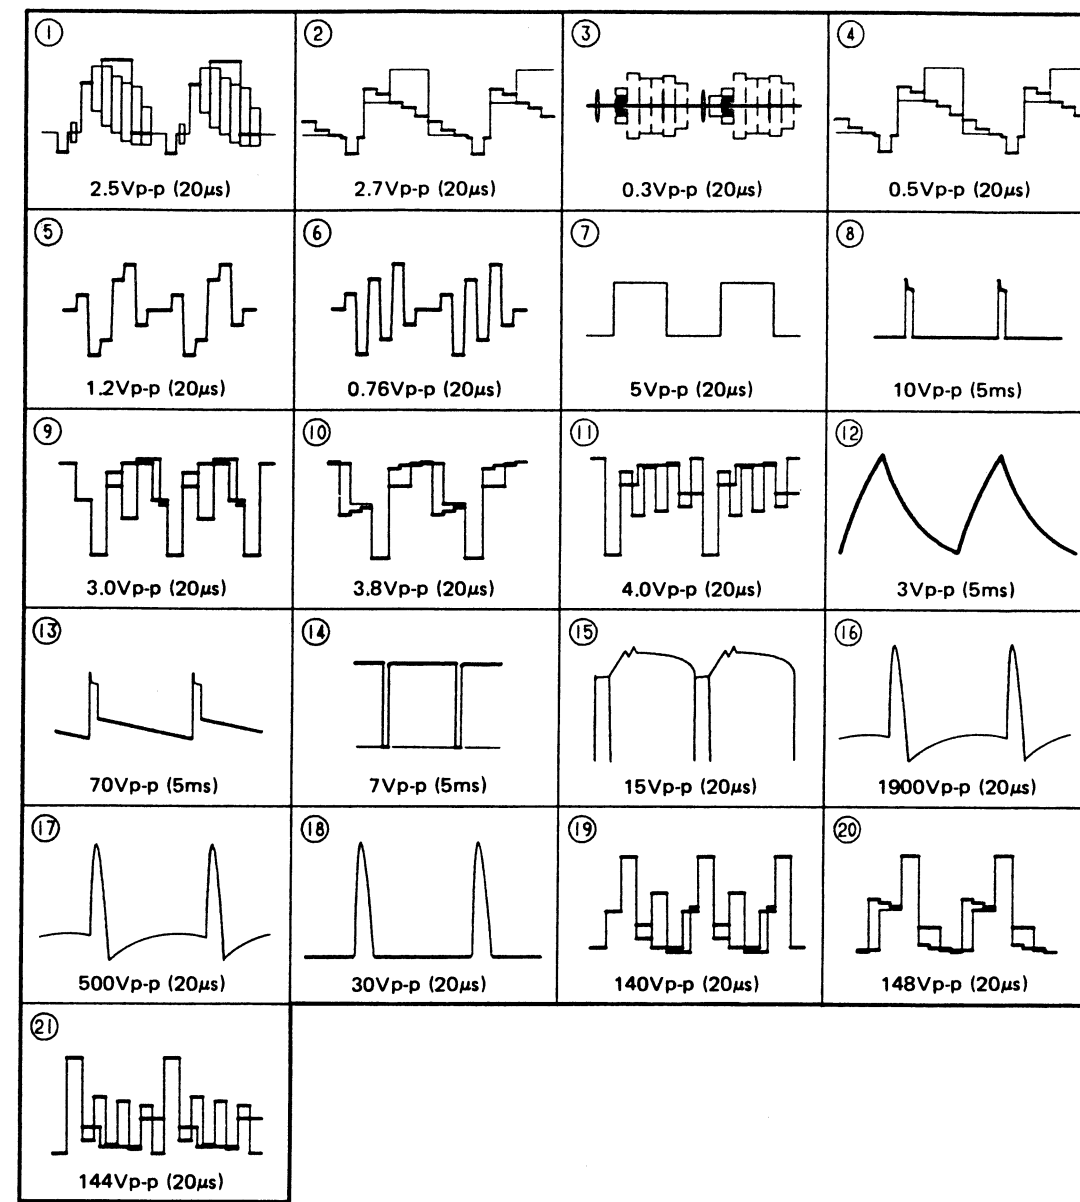 ① ② ③ ④
2.5Vp-p (20μs) 2.7Vp-p (20μs) 0.3Vp-p (20μs) 0.5Vp-p (20μs)
⑤ ⑥ ⑦ ⑧
1.2Vp-p (20μs) 0.76Vp-p (20μs) 5Vp-p (20μs) 10Vp-p (5ms)
⑨ ⑩ ⑪ ⑫
3.0Vp-p (20μs) 3.8Vp-p (20μs) 4.0Vp-p (20μs) 3Vp-p (5ms)
⑬ ⑭ ⑮ ⑯
70Vp-p (5ms) 7Vp-p (5ms) 15Vp-p (20μs) 1900Vp-p (20μs)
⑰ ⑱ ⑲ ⑳
500Vp-p (20μs) 30Vp-p (20μs) 140Vp-p (20μs) 148Vp-p (20μs)
㉑
144Vp-p (20μs)